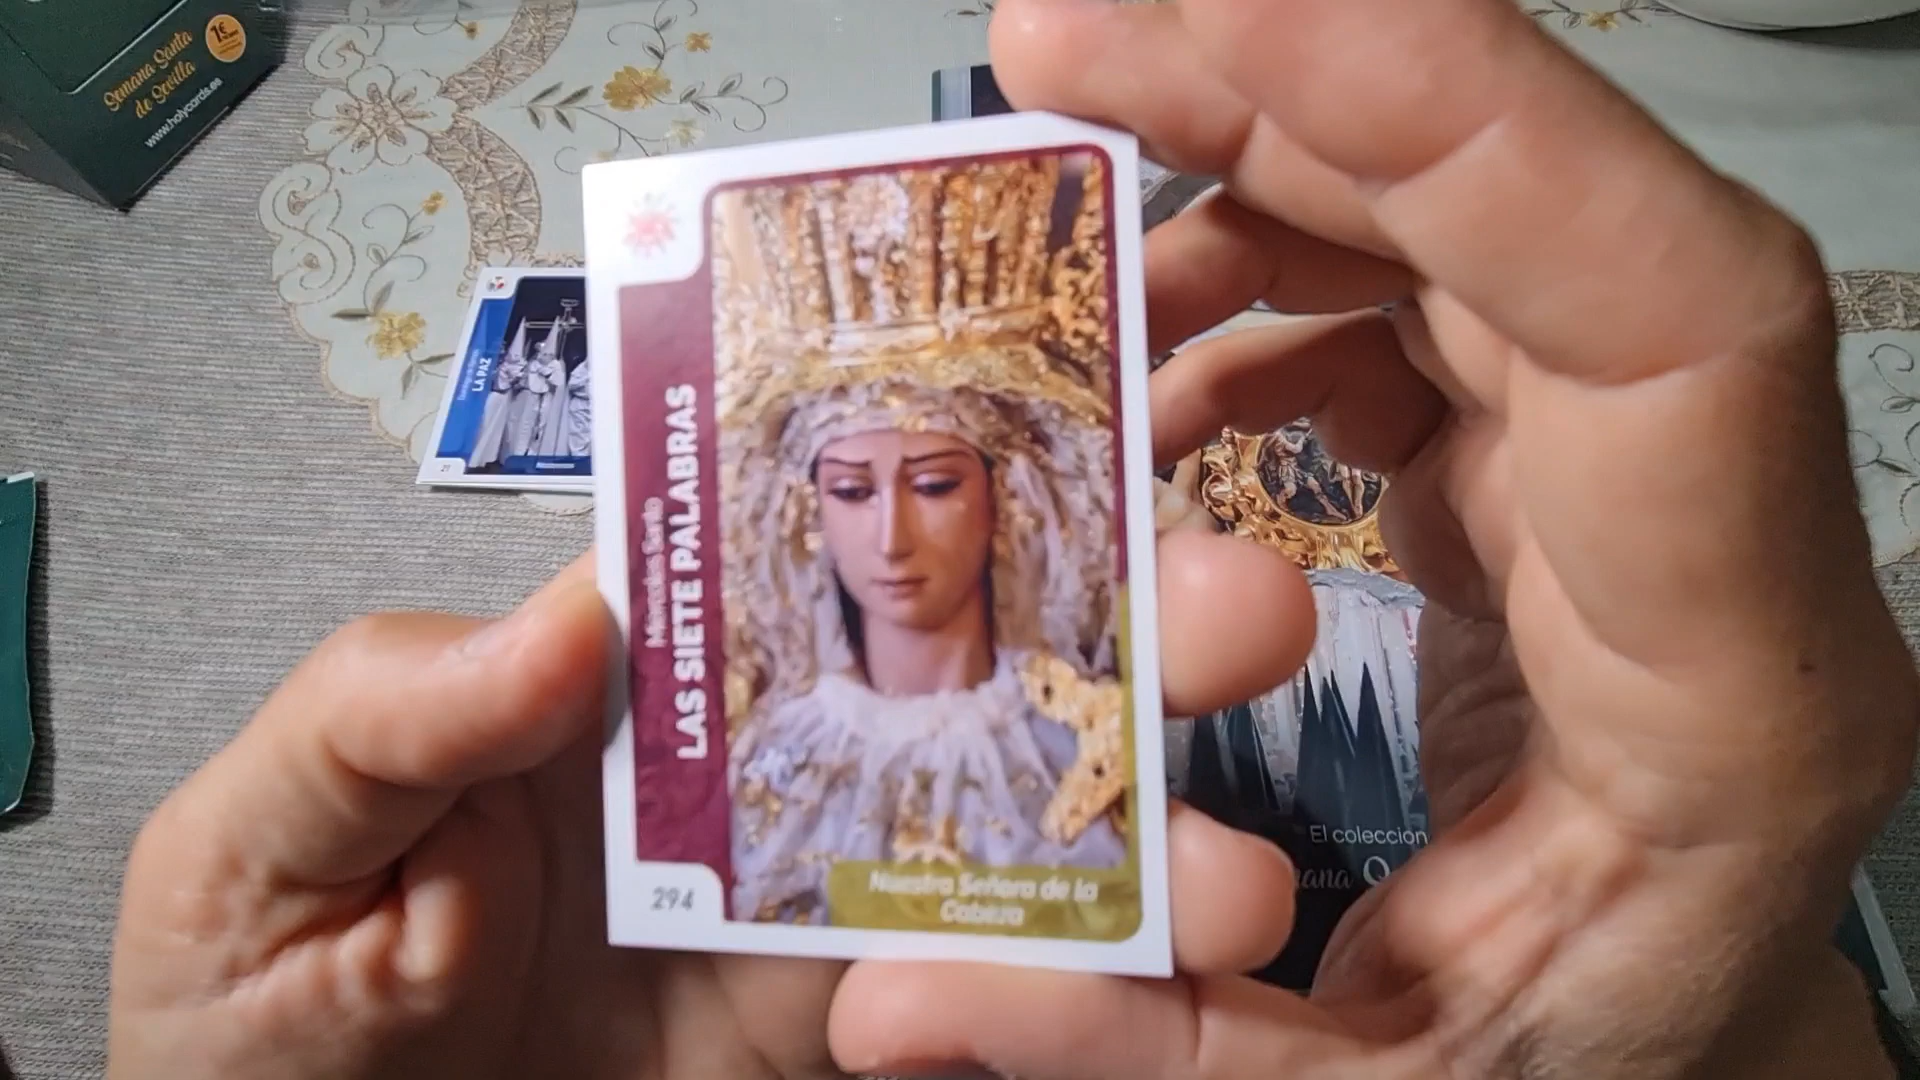 Semana Santa
de Sevilla
1€
www.holycards.es
LA PAZ
21
Miércoles Santo
LAS SIETE PALABRAS
294
Nuestra Señora de la
Cabeza
El coleccion